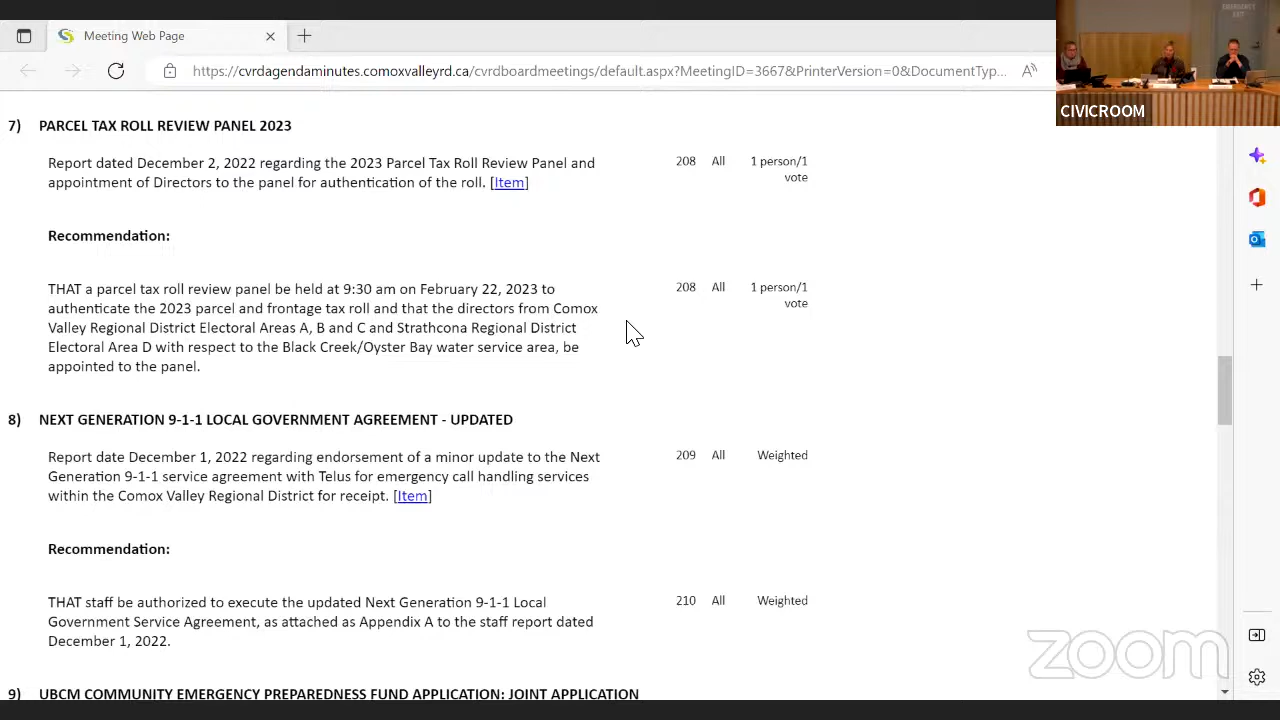 Meeting Web Page
https://cvrdagendaminutes.comoxvalleyrd.ca/cvrdboardmeetings/default.aspx?MeetingID=3667&PrinterVersion=0&DocumentTyp...
EMERGENCY
EXIT
CIVICROOM
7) PARCEL TAX ROLL REVIEW PANEL 2023
Report dated December 2, 2022 regarding the 2023 Parcel Tax Roll Review Panel and 208 All 1 person/1
appointment of Directors to the panel for authentication of the roll. [Item] vote
Recommendation:
THAT a parcel tax roll review panel be held at 9:30 am on February 22, 2023 to 208 All 1 person/1
authenticate the 2023 parcel and frontage tax roll and that the directors from Comox vote
Valley Regional District Electoral Areas A, B and C and Strathcona Regional District
Electoral Area D with respect to the Black Creek/Oyster Bay water service area, be
appointed to the panel.
8) NEXT GENERATION 9-1-1 LOCAL GOVERNMENT AGREEMENT - UPDATED
Report date December 1, 2022 regarding endorsement of a minor update to the Next 209 All Weighted
Generation 9-1-1 service agreement with Telus for emergency call handling services
within the Comox Valley Regional District for receipt. [Item]
Recommendation:
THAT staff be authorized to execute the updated Next Generation 9-1-1 Local 210 All Weighted
Government Service Agreement, as attached as Appendix A to the staff report dated
December 1, 2022.
zoom
9) UBCM COMMUNITY EMERGENCY PREPAREDNESS FUND APPLICATION: JOINT APPLICATION